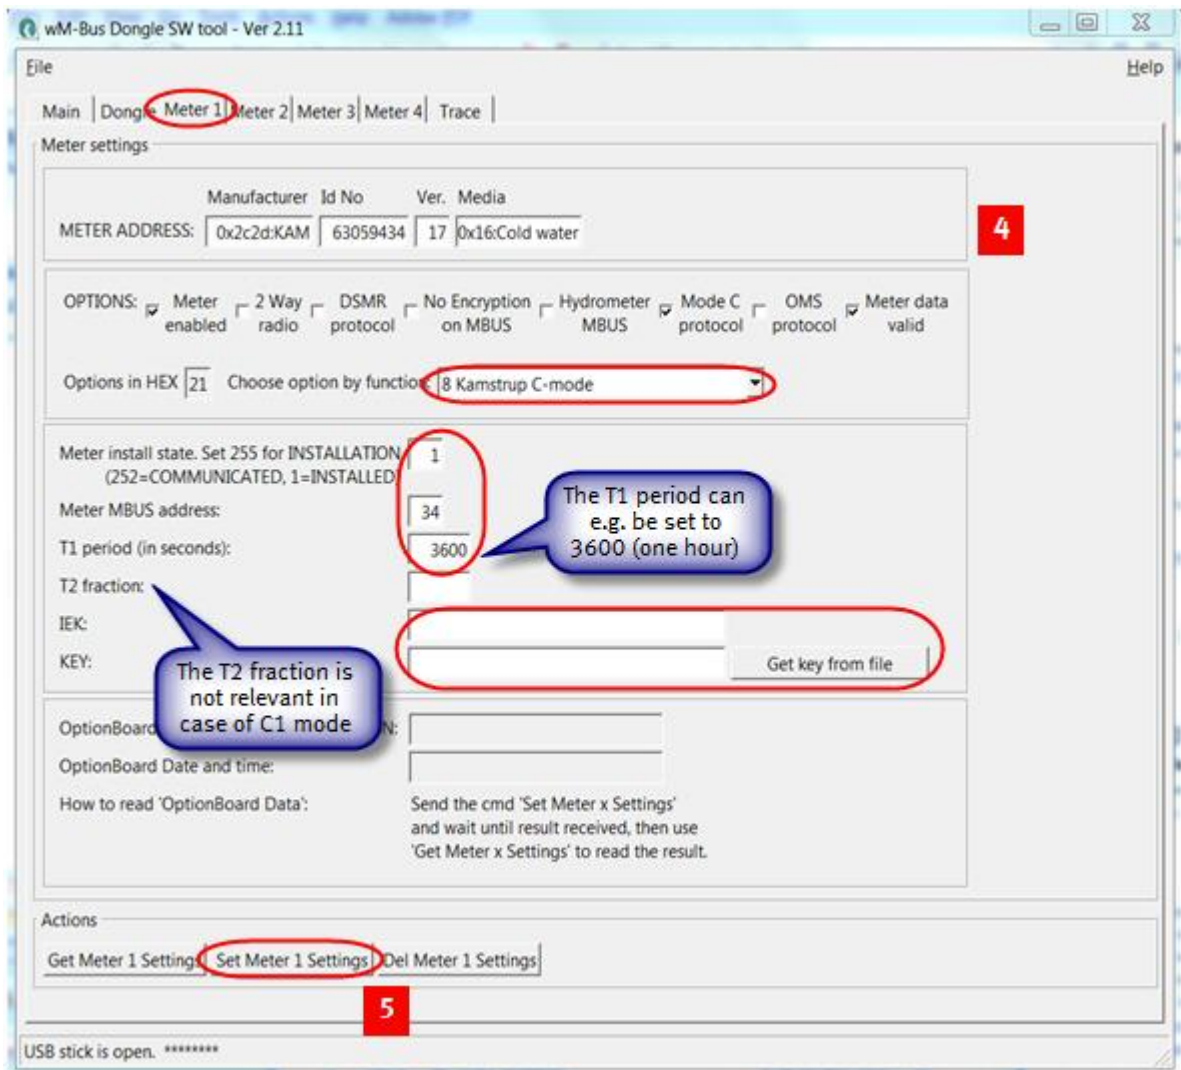 wM-Bus Dongle SW tool - Ver 2.11
File Help
Main Dongle Meter 1 Meter 2 Meter 3 Meter 4 Trace
Meter settings
Manufacturer Id No Ver. Media
METER ADDRESS: 0x2c2d:KAM 63059434 17 0x16:Cold water
4
OPTIONS: Meter enabled 2 Way radio DSMR protocol No Encryption on MBUS Hydrometer MBUS Mode C protocol OMS protocol Meter data valid
Options in HEX 21 Choose option by function: 8 Kamstrup C-mode
Meter install state. Set 255 for INSTALLATION 1
(252=COMMUNICATED, 1=INSTALLED)
Meter MBUS address: 34
T1 period (in seconds): 3600
The T1 period can
e.g. be set to
3600 (one hour)
T2 fraction:
IEK:
KEY: Get key from file
The T2 fraction is
not relevant in
case of C1 mode
OptionBoard N:
OptionBoard Date and time:
How to read 'OptionBoard Data': Send the cmd 'Set Meter x Settings'
and wait until result received, then use
'Get Meter x Settings' to read the result.
Actions
Get Meter 1 Settings Set Meter 1 Settings Del Meter 1 Settings
5
USB stick is open. ********